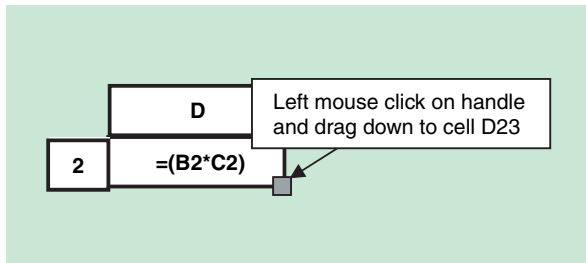 D
Left mouse click on handle
and drag down to cell D23
2
=(B2*C2)